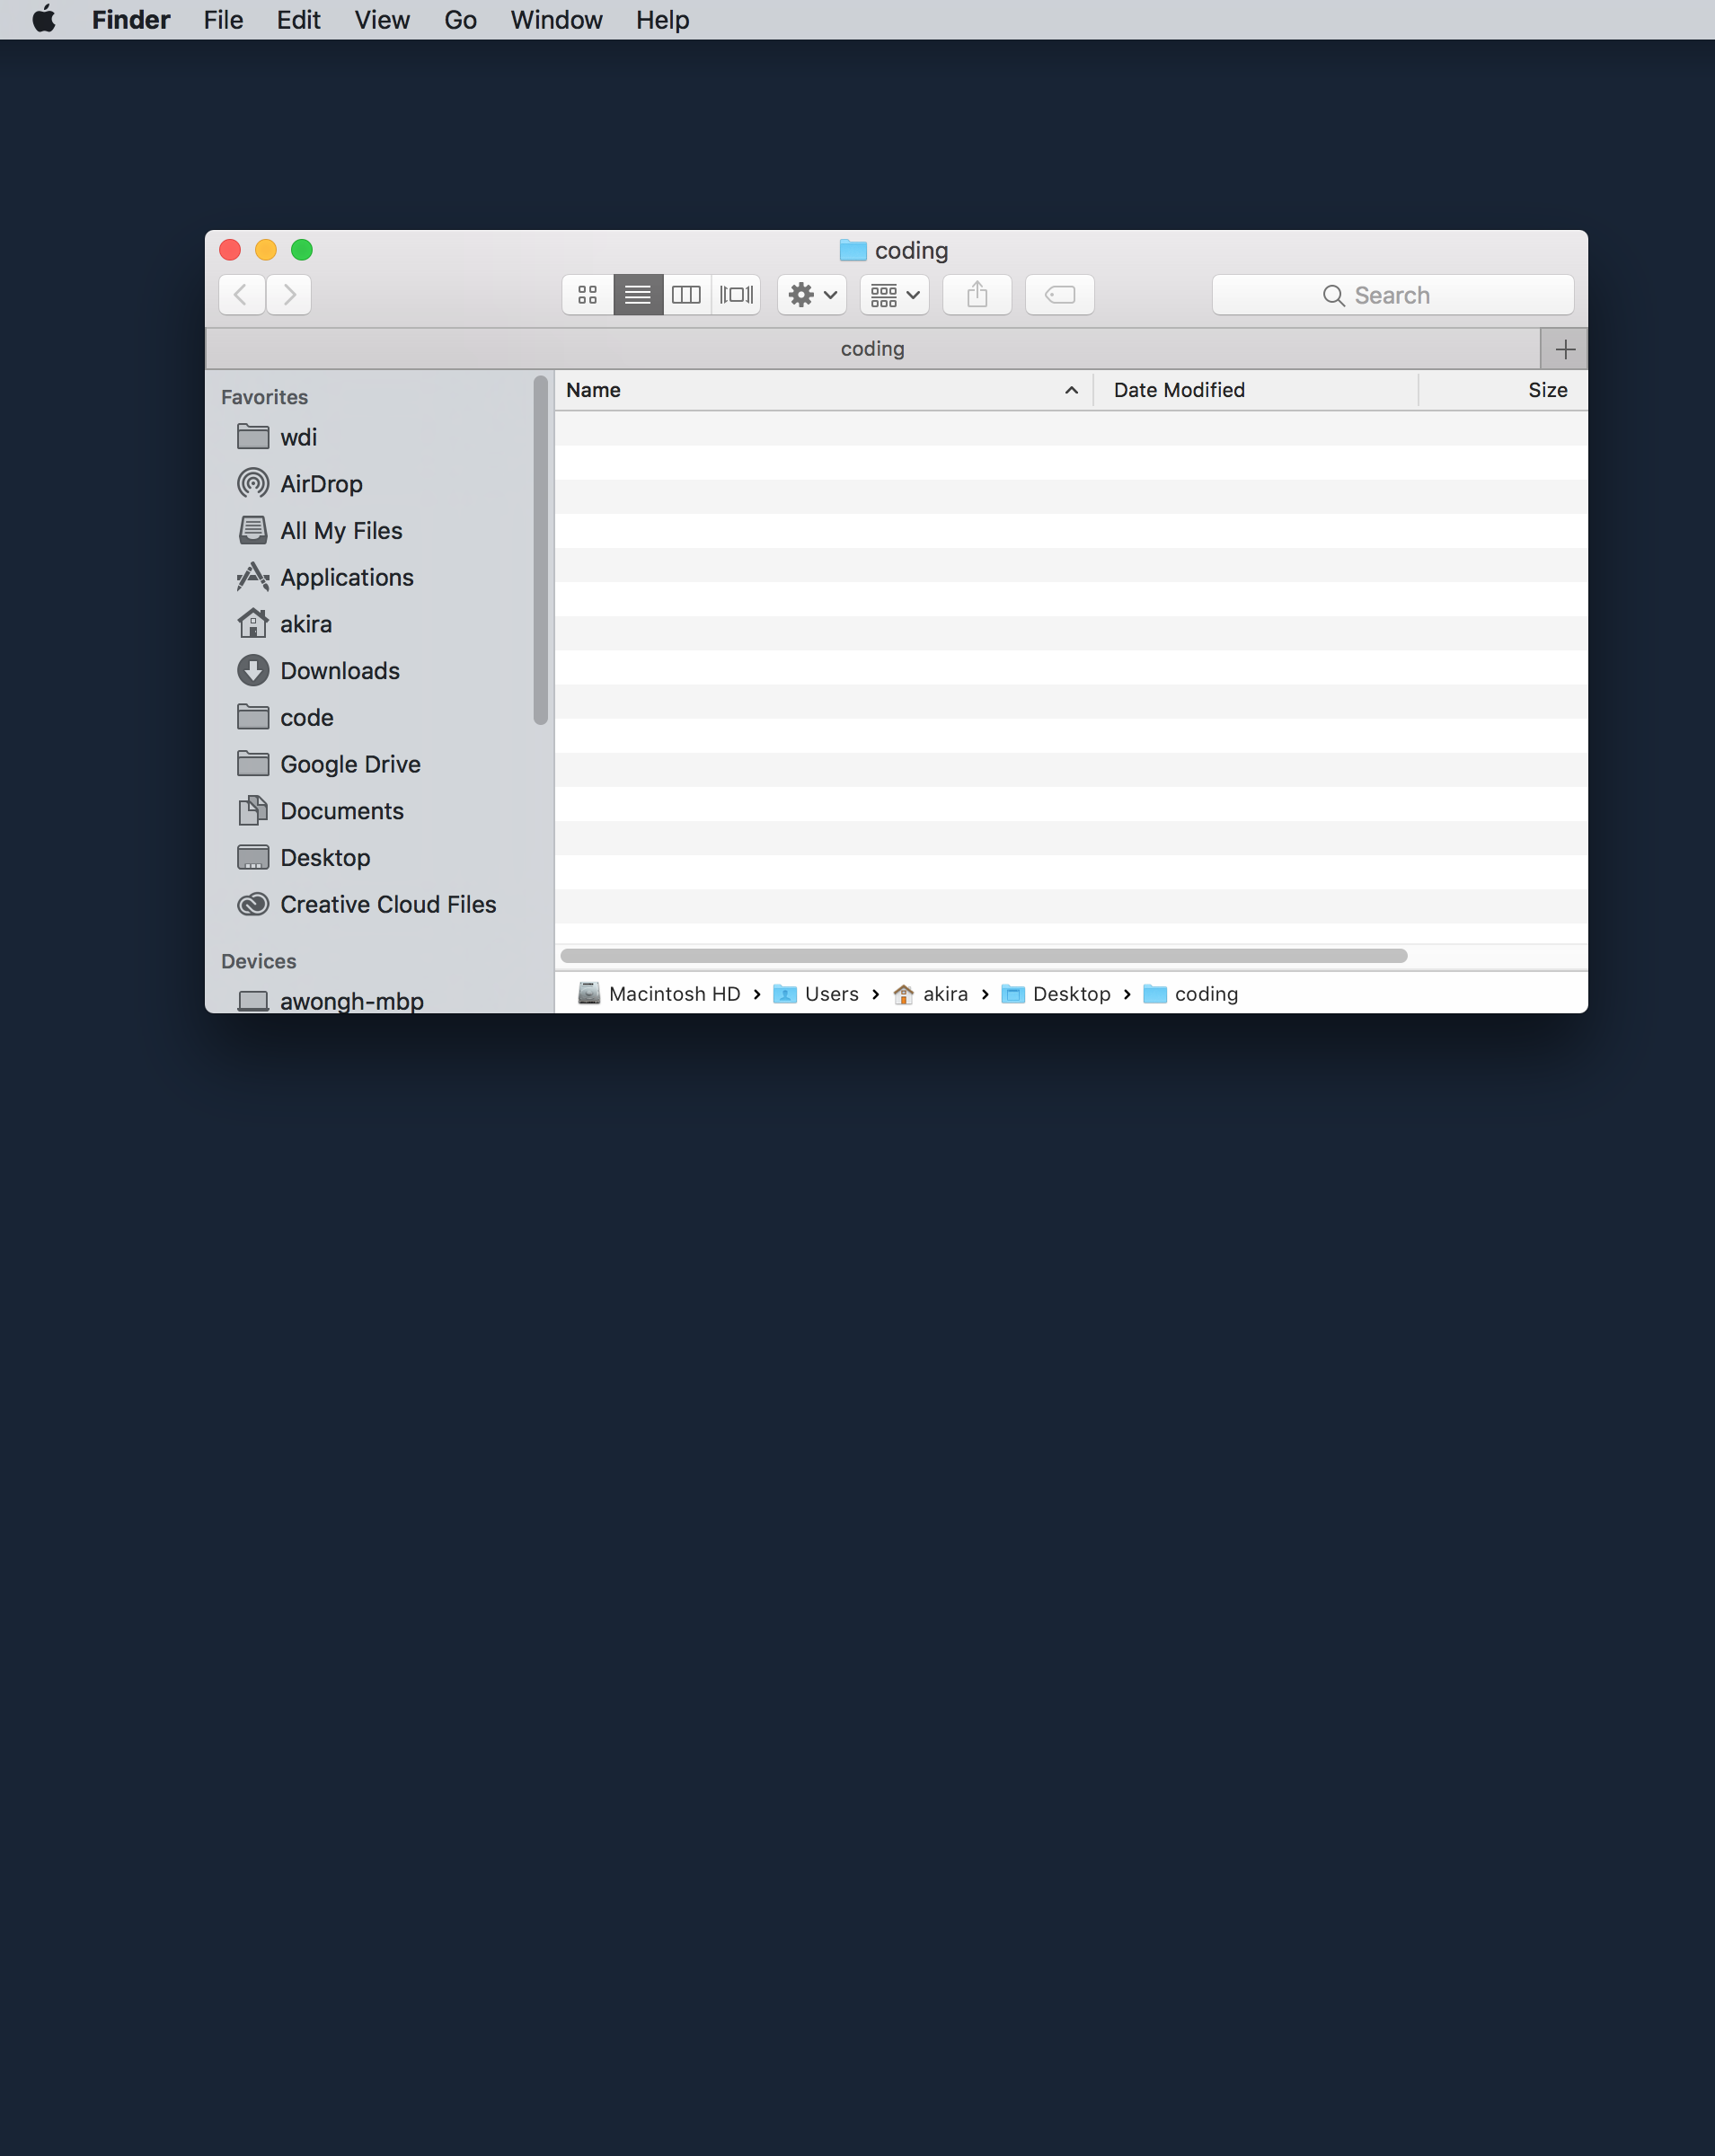 Finder File Edit View Go Window Help
coding
Search
coding
Name Date Modified Size
Favorites
wdi
AirDrop
All My Files
Applications
akira
Downloads
code
Google Drive
Documents
Desktop
Creative Cloud Files
Devices
awongh-mbp
Macintosh HD › Users › akira › Desktop › coding